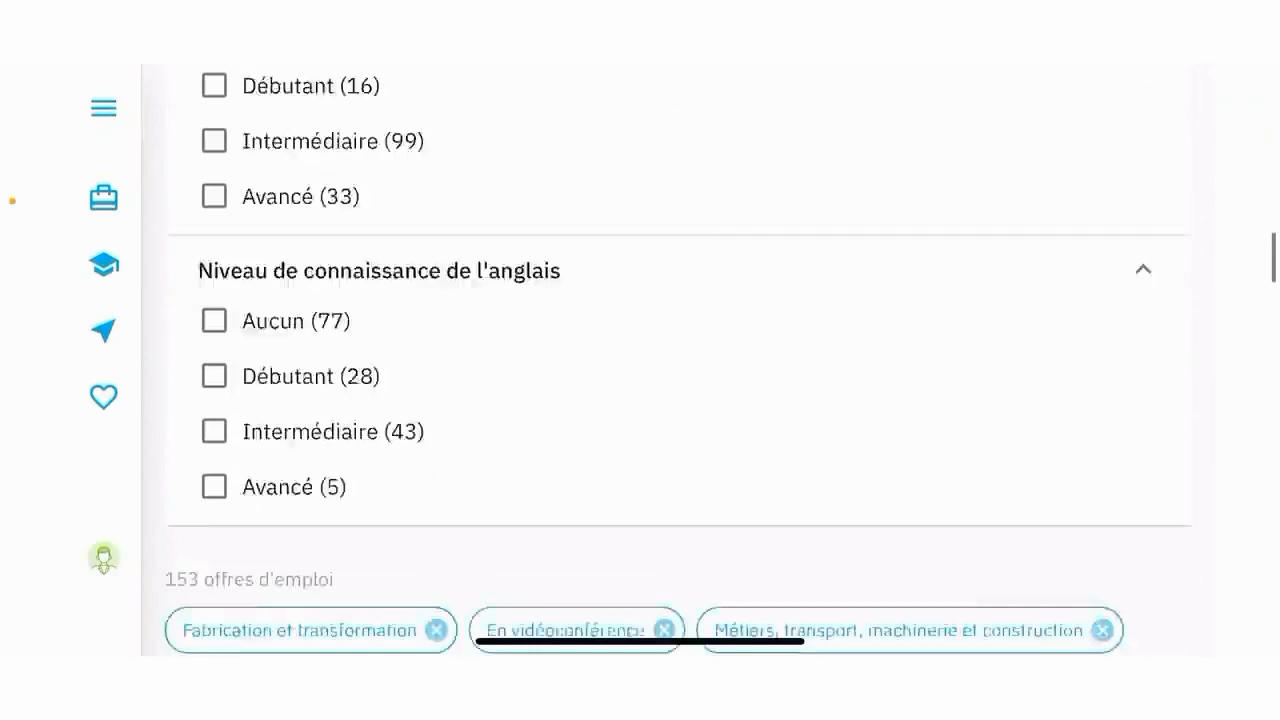 Débutant (16)
Intermédiaire (99)
Avancé (33)
Niveau de connaissance de l'anglais
Aucun (77)
Débutant (28)
Intermédiaire (43)
Avancé (5)
153 offres d'emploi
Fabrication et transformation
En vidéoconférence
Métiers, transport, machinerie et construction